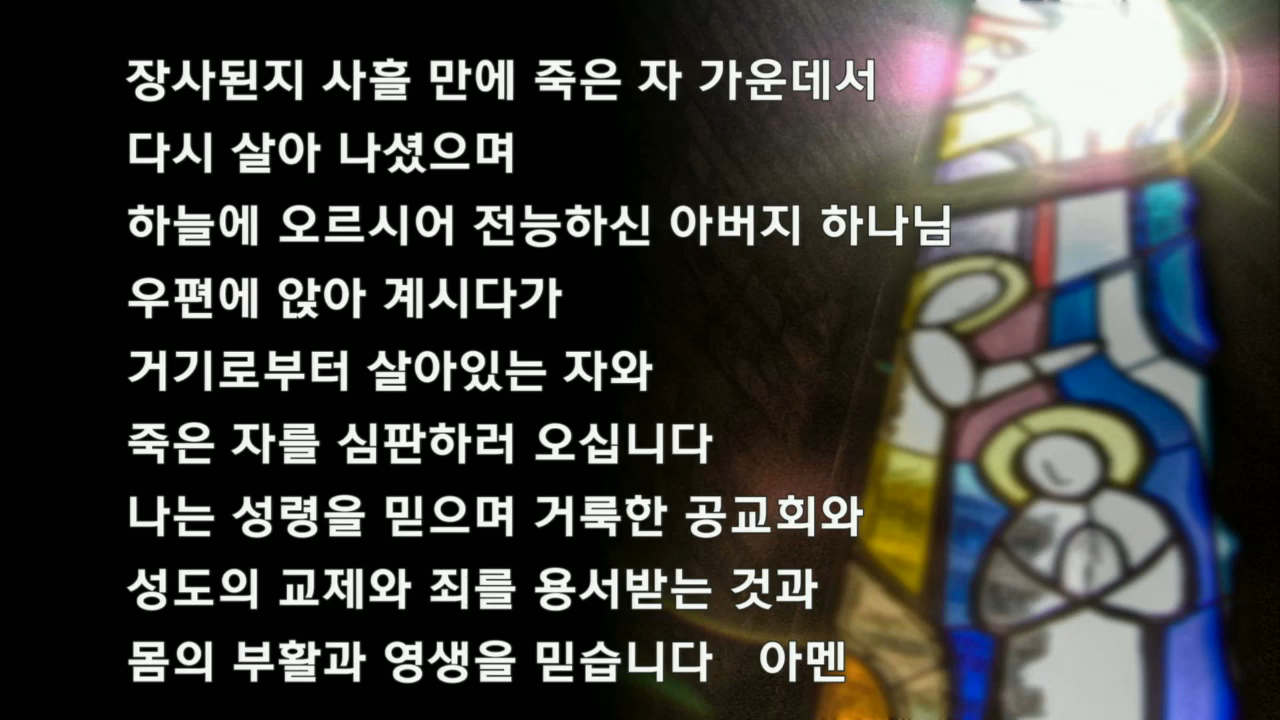 장사된지 사흘 만에 죽은 자 가운데서
다시 살아 나셨으며
하늘에 오르시어 전능하신 아버지 하나님
우편에 앉아 계시다가
거기로부터 살아있는 자와
죽은 자를 심판하러 오십니다
나는 성령을 믿으며 거룩한 공교회와
성도의 교제와 죄를 용서받는 것과
몸의 부활과 영생을 믿습니다 아멘